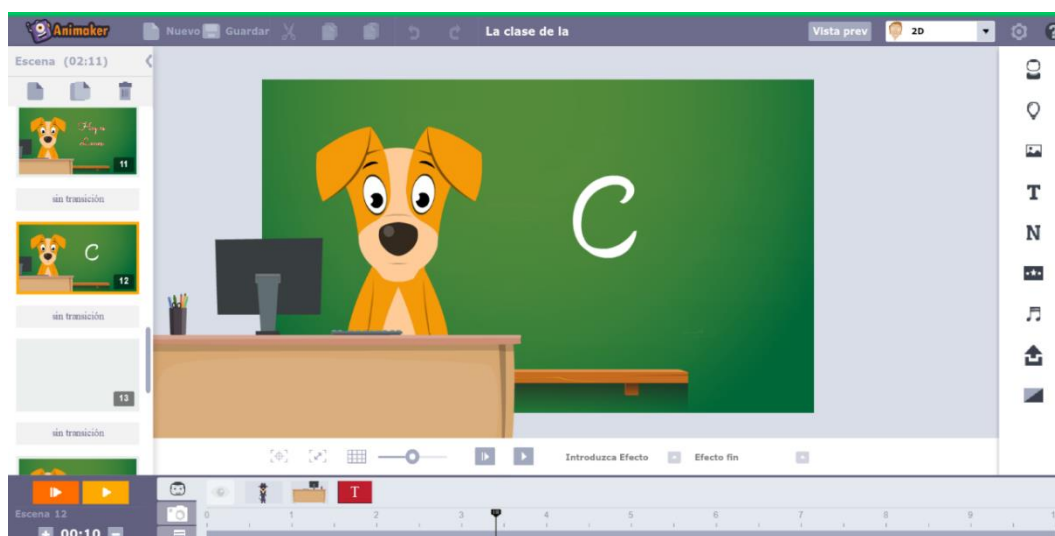 Animaker Nuevo Guardar La clase de la Vista prev 2D
Escena (02:11)
11
sin transición
C
12
sin transición
13
sin transición
C
Introduzca Efecto Efecto fin
T
N
T
Escena 12
0 1 2 3 4 5 6 7 8 9 1
00:10